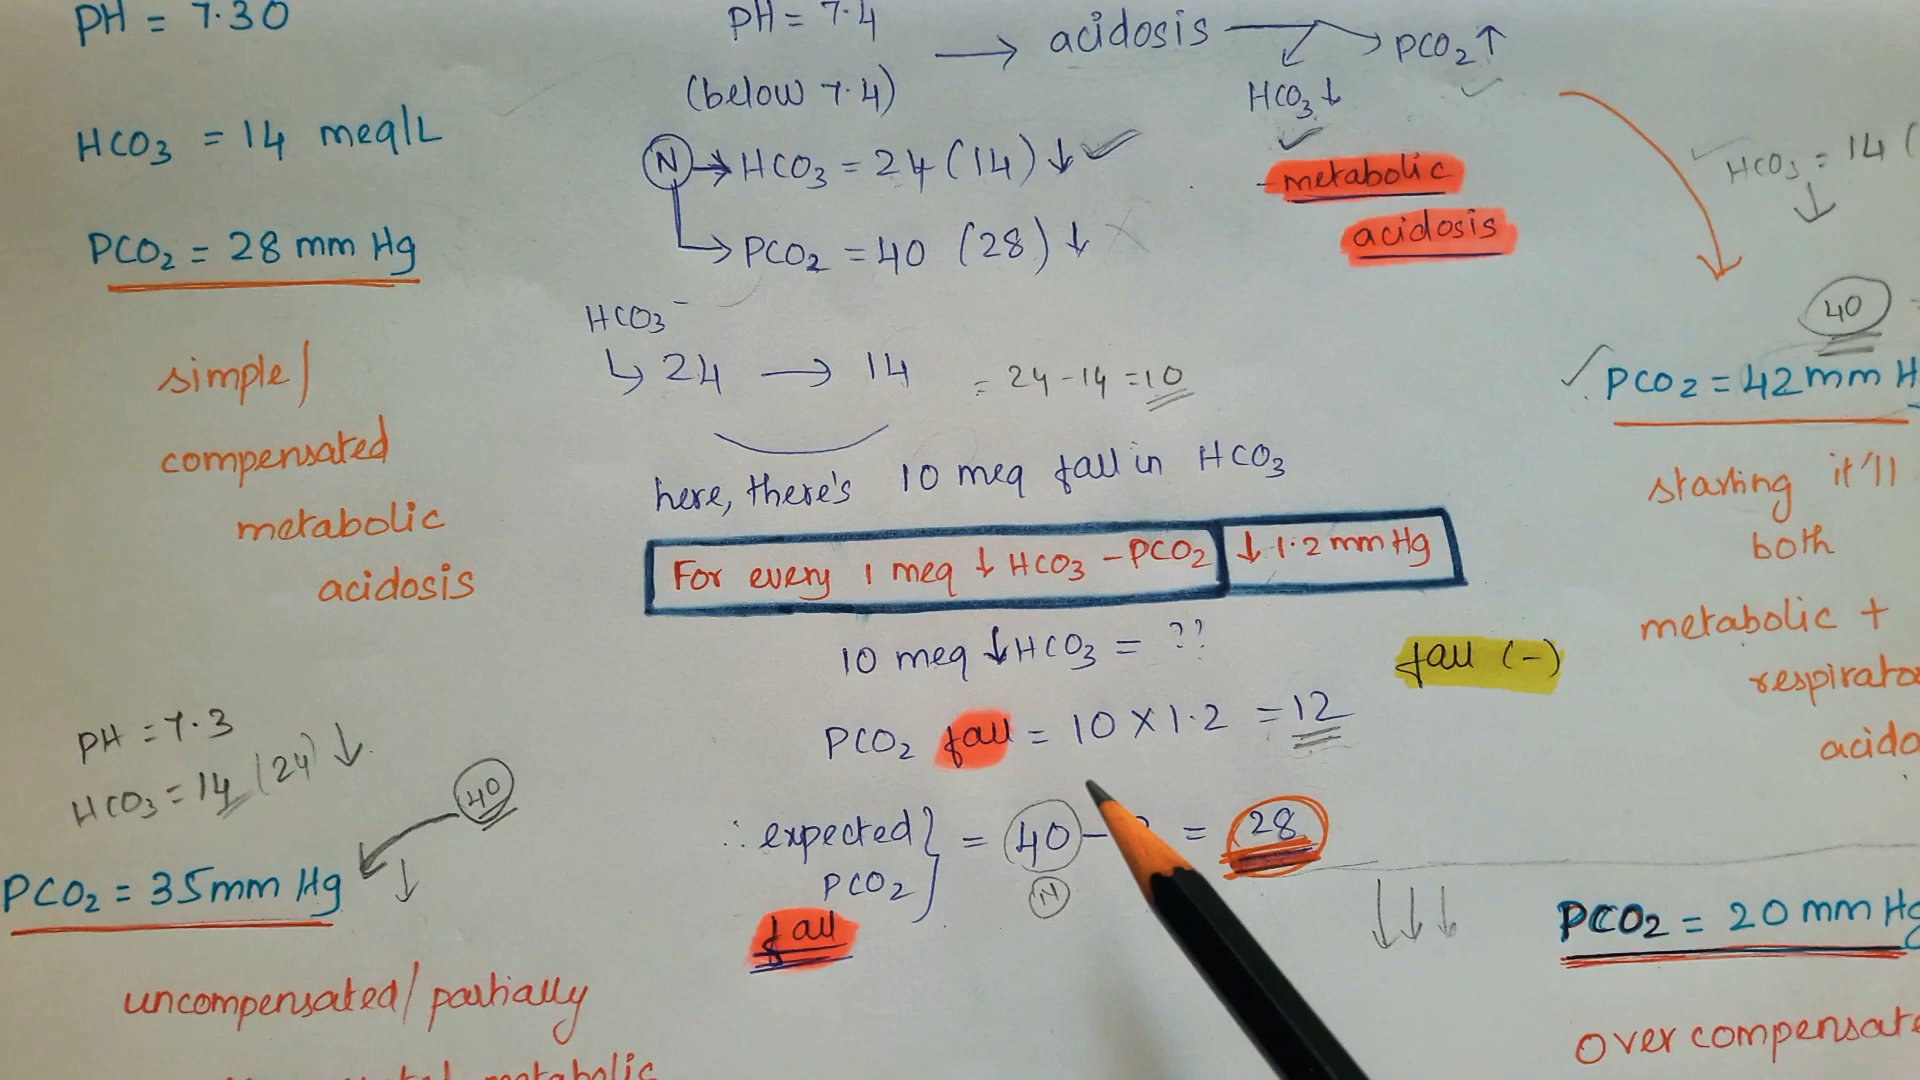 PH = 7.30
HCO3 = 14 meq/L
PCO2 = 28 mm Hg
simple/
compensated
metabolic
acidosis
PH = 7.3
HCO3 = 14 (24) ↓
40
PCO2 = 35mm Hg ↓
uncompensated/partially
metabolic
PH = 7.4
(below 7.4)
→ acidosis → PCO2 ↑
HCO3 ↓
- metabolic
acidosis
N → HCO3 = 24 (14) ↓ ✓
→ PCO2 = 40 (28) ↓ X
HCO3⁻
↳ 24 → 14 = 24-14 = 10
here, there's 10 meq fall in HCO3
For every 1 meq ↓ HCO3 - PCO2 ↓ 1.2 mm Hg
10 meq ↓ HCO3 = ??
fall (-)
PCO2 fall = 10 X 1.2 = 12
∴ expected } = 40 - = 28
PCO2
N
fall
HCO3 = 14 (
↓
40
✓ PCO2 = 42mm H
starting it'll
both
metabolic +
respirato
acido
↓↓↓
PCO2 = 20 mm Hg
over compensate